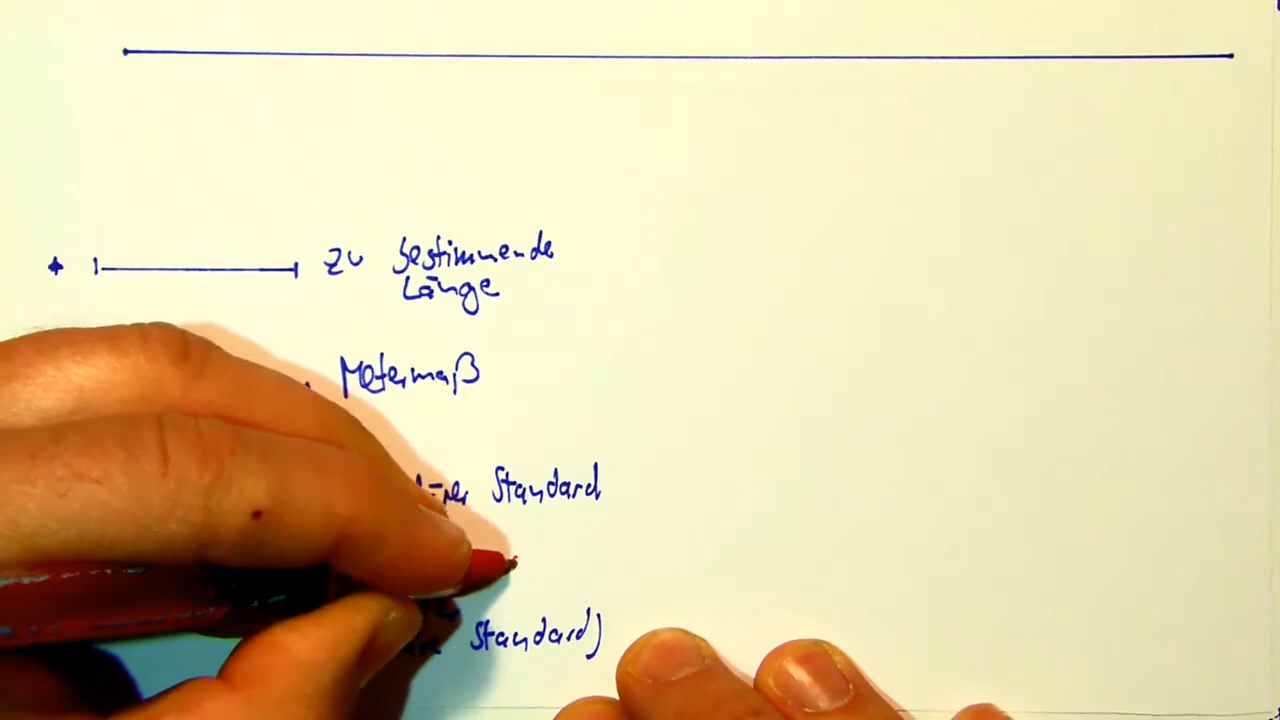 zu bestimmende
Länge
Metermaß
Standard
Standard)